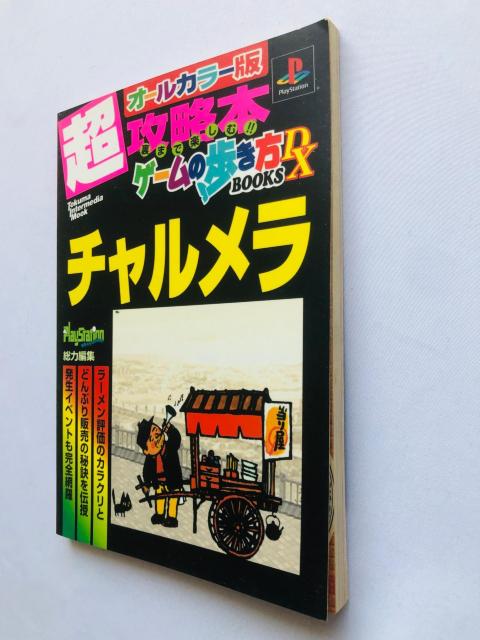 オールカラー版
超攻略本
裏まで楽しむ!!
ゲームの歩き方DX
BOOKS
PlayStation
Tokuma
Intermedia
Mook
チャルメラ
PlayStation
総力編集
ラーメン評価のカラクリと
どんぶり販売の秘訣を伝授
発生イベントも完全網羅